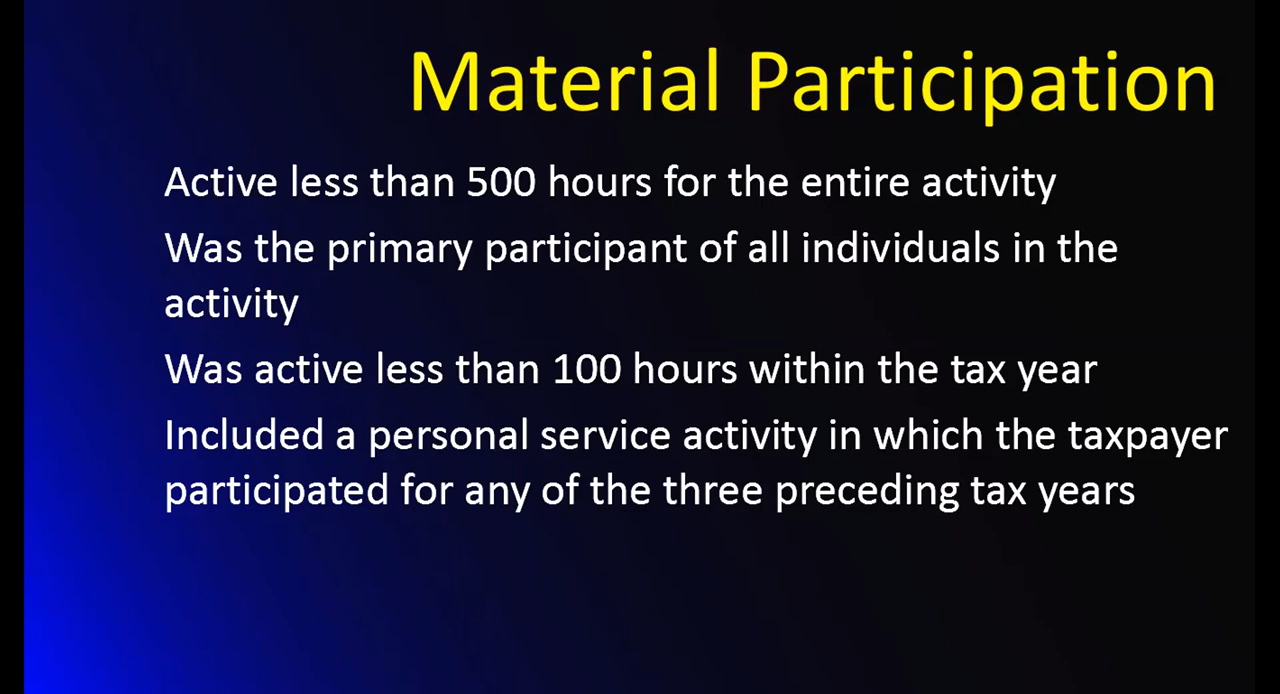 Material Participation
Active less than 500 hours for the entire activity
Was the primary participant of all individuals in the
activity
Was active less than 100 hours within the tax year
Included a personal service activity in which the taxpayer
participated for any of the three preceding tax years